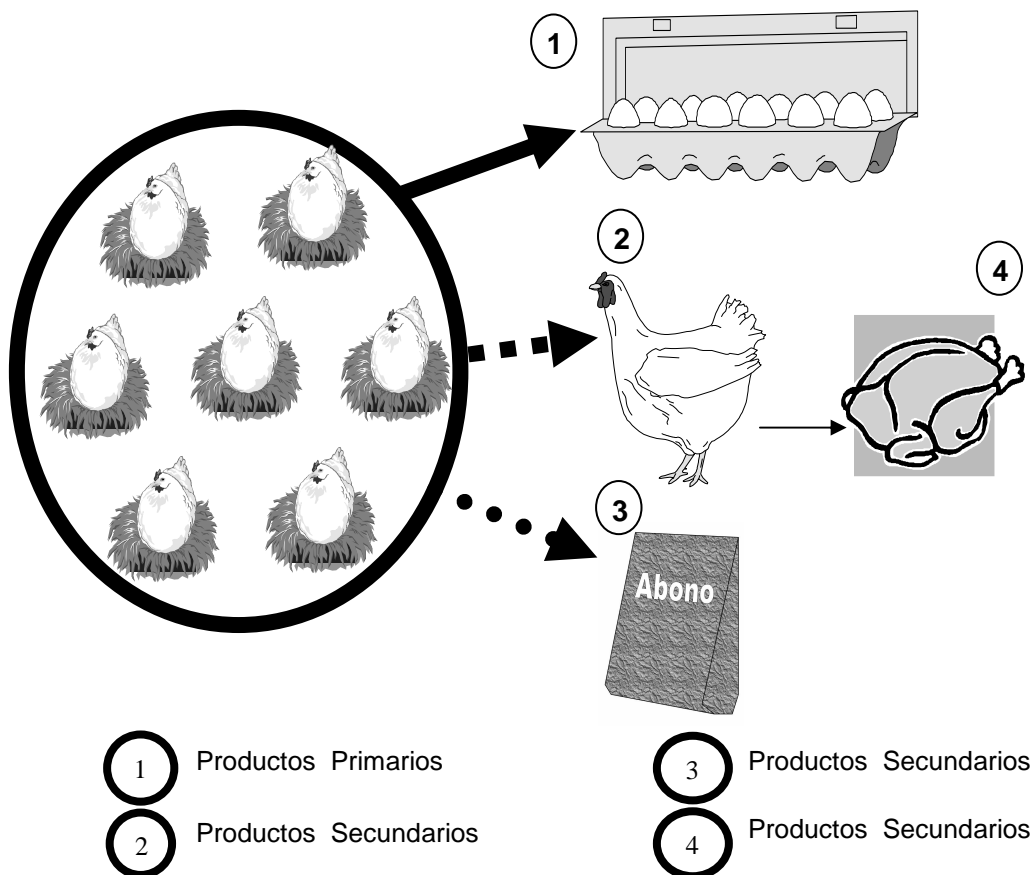 1
2
4
3
Abono
1 Productos Primarios
3 Productos Secundarios
2 Productos Secundarios
4 Productos Secundarios